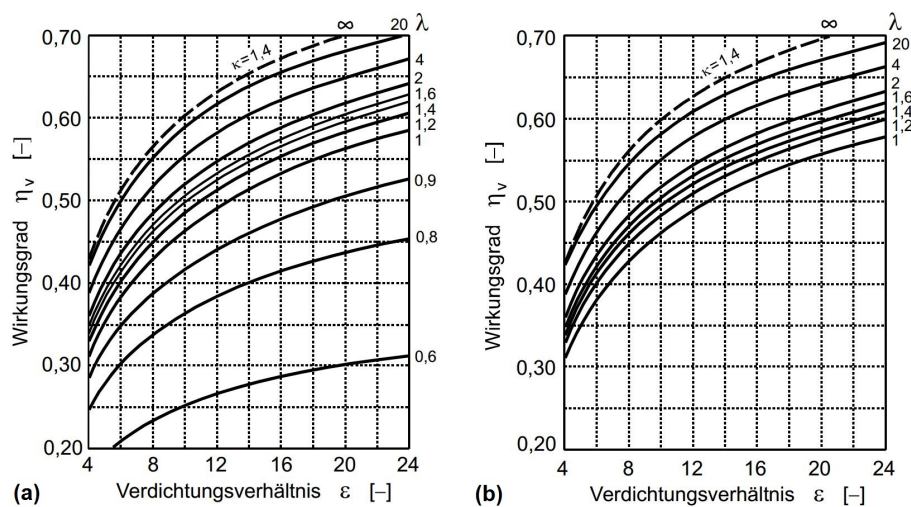 ∞ 20 λ
0,70
κ=1,4
4
2
1,6
1,4
1,2
1
0,9
0,8
0,6
0,60
0,50
0,40
0,30
0,20
Wirkungsgrad ηv [–]
4 8 12 16 20 24
(a) Verdichtungsverhältnis ε [–]
∞ λ
0,70
κ=1,4
20
4
2
1,6
1,4
1,2
1
0,60
0,50
0,40
0,30
0,20
Wirkungsgrad ηv [–]
4 8 12 16 20 24
(b) Verdichtungsverhältnis ε [–]